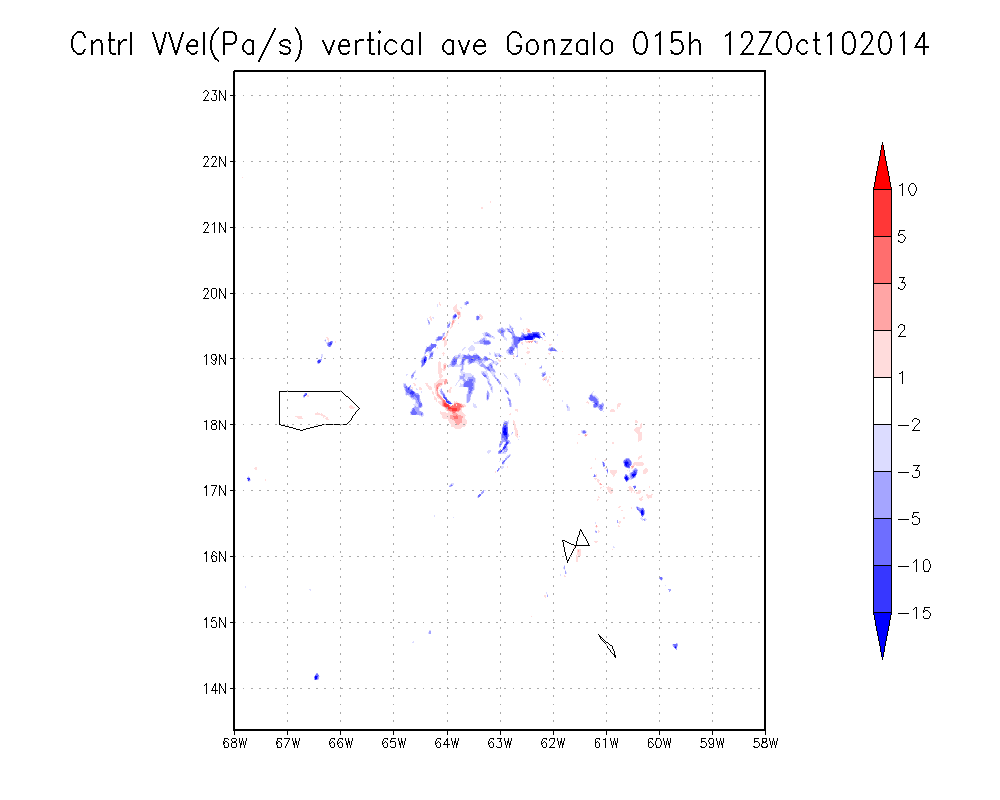 Cntrl VVel(Pa/s) vertical ave Gonzalo 015h 12ZOct102014
23N
22N
21N
20N
19N
18N
17N
16N
15N
14N
68W 67W 66W 65W 64W 63W 62W 61W 60W 59W 58W
10
5
3
2
1
-2
-3
-5
-10
-15